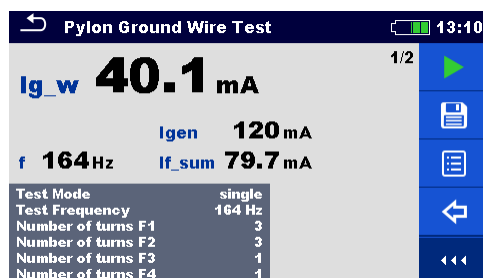 Pylon Ground Wire Test 13:10
1/2
Ig_w 40.1 mA
Igen 120 mA
f 164 Hz If_sum 79.7 mA
Test Mode single
Test Frequency 164 Hz
Number of turns F1 3
Number of turns F2 3
Number of turns F3 1
Number of turns F4 1